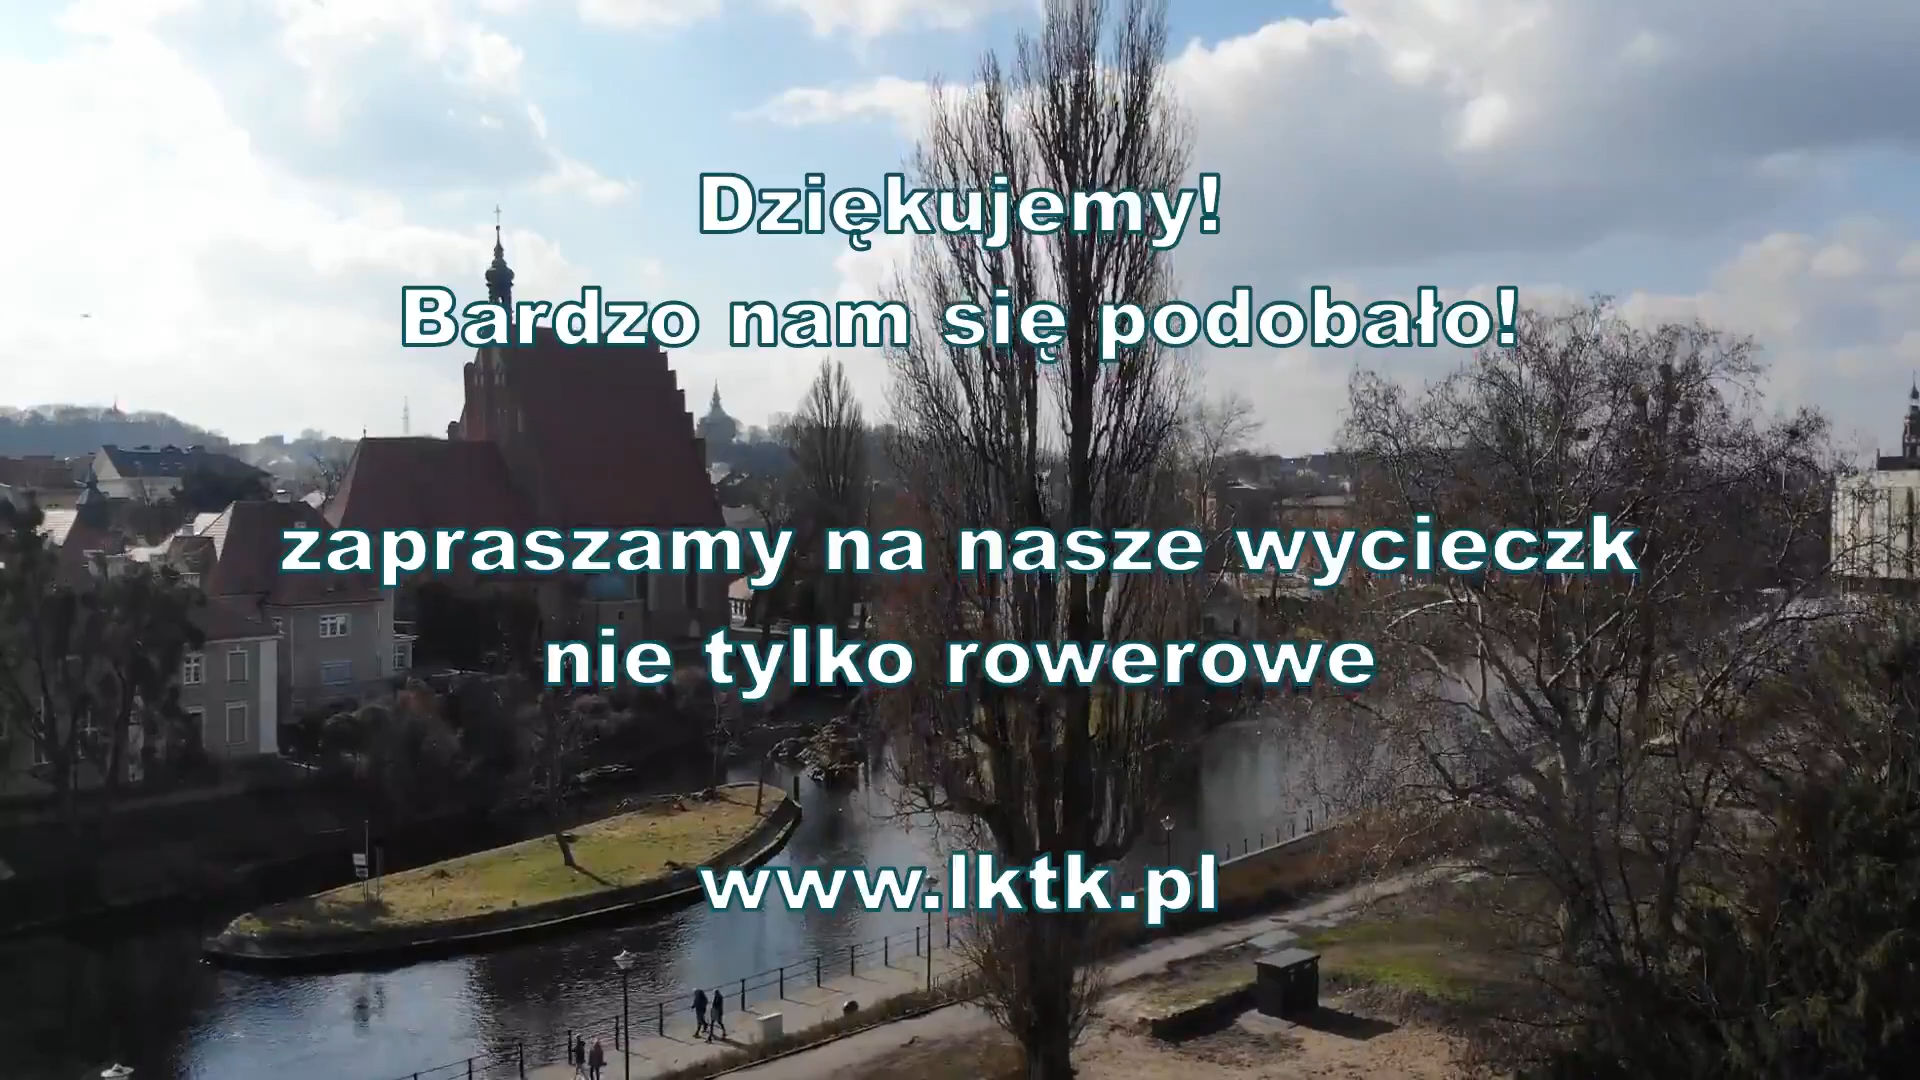 Dziękujemy!
Bardzo nam się podobało!
zapraszamy na nasze wycieczk
nie tylko rowerowe
www.lktk.pl